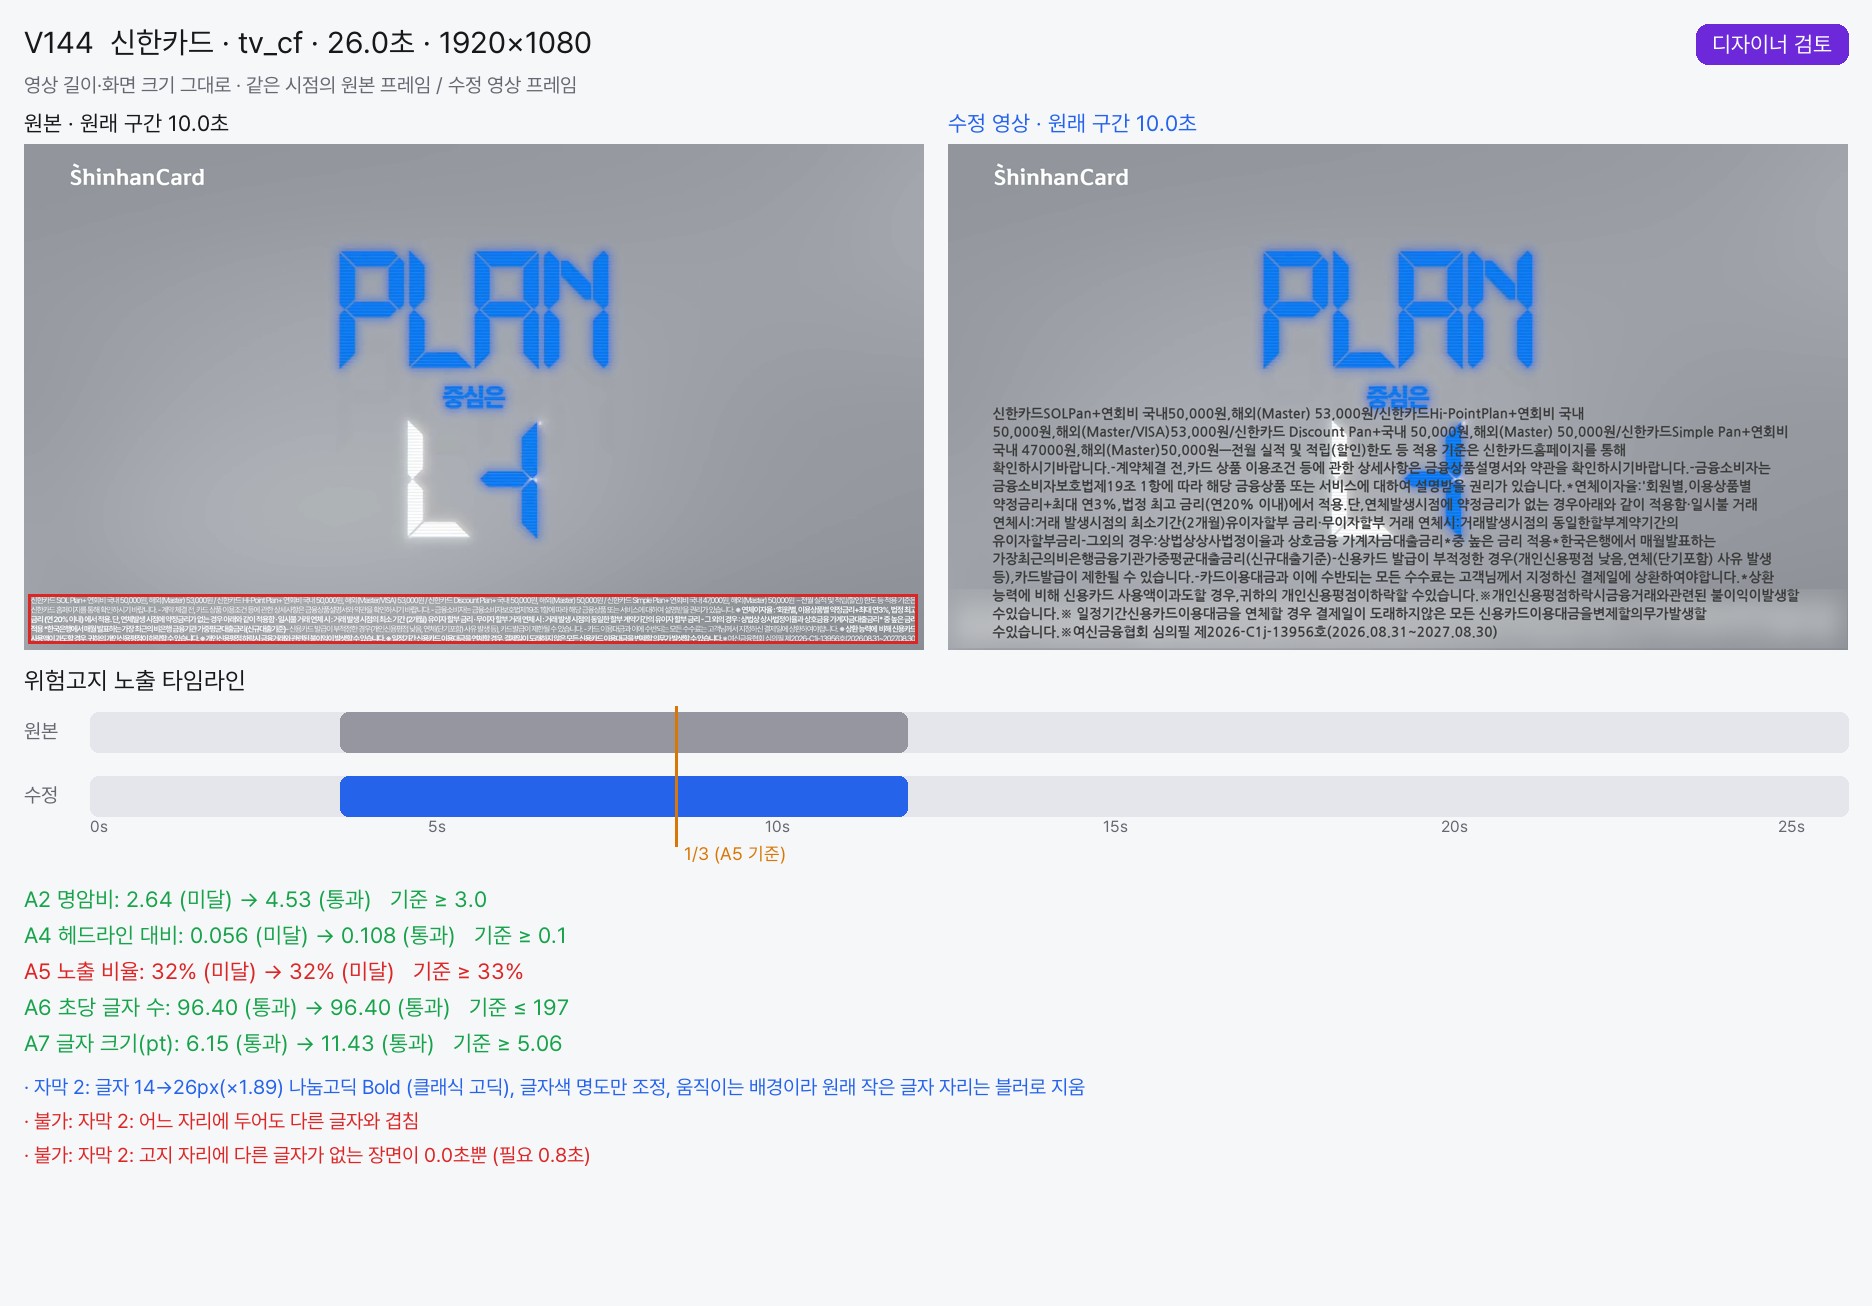 V144 신한카드 · tv_cf · 26.0초 · 1920×1080
디자이너 검토
영상 길이·화면 크기 그대로 · 같은 시점의 원본 프레임 / 수정 영상 프레임
원본 · 원래 구간 10.0초
ShinhanCard
PLAN
중심은
수정 영상 · 원래 구간 10.0초
ShinhanCard
PLAN
중심은
신한카드SOLPan+연회비 국내50,000원,해외(Master) 53,000원/신한카드Hi-PointPlan+연회비 국내
50,000원,해외(Master/VISA)53,000원/신한카드 Discount Pan+국내 50,000원,해외(Master) 50,000원/신한카드Simple Pan+연회비
국내 47000원,해외(Master)50,000원—전월 실적 및 적립(할인)한도 등 적용 기준은 신한카드홈페이지를 통해
확인하시기바랍니다.-계약체결 전,카드 상품 이용조건 등에 관한 상세사항은 금융상품설명서와 약관을 확인하시기바랍니다.-금융소비자는
금융소비자보호법제19조 1항에 따라 해당 금융상품 또는 서비스에 대하여 설명받을 권리가 있습니다.*연체이자율:'회원별,이용상품별
약정금리+최대 연3%,법정 최고 금리(연20% 이내)에서 적용.단,연체발생시점에 약정금리가 없는 경우아래와 같이 적용함·일시불 거래
연체시:거래 발생시점의 최소기간(2개월)유이자할부 금리·무이자할부 거래 연체시:거래발생시점의 동일한할부계약기간의
유이자할부금리-그외의 경우:상법상상사법정이율과 상호금융 가계자금대출금리*중 높은 금리 적용*한국은행에서 매월발표하는
가장최근의비은행금융기관가중평균대출금리(신규대출기준)-신용카드 발급이 부적정한 경우(개인신용평점 낮음,연체(단기포함) 사유 발생
등),카드발급이 제한될 수 있습니다.-카드이용대금과 이에 수반되는 모든 수수료는 고객님께서 지정하신 결제일에 상환하여야합니다.*상환
능력에 비해 신용카드 사용액이과도할 경우,귀하의 개인신용평점이하락할 수있습니다.※개인신용평점하락시금융거래와관련된 불이익이발생할
수있습니다.※ 일정기간신용카드이용대금을 연체할 경우 결제일이 도래하지않은 모든 신용카드이용대금을변제할의무가발생할
수있습니다.※여신금융협회 심의필 제2026-C1j-13956호(2026.08.31~2027.08.30)
위험고지 노출 타임라인
원본
수정
0s 5s 10s 15s 20s 25s
1/3 (A5 기준)
A2 명암비: 2.64 (미달) → 4.53 (통과) 기준 ≥ 3.0
A4 헤드라인 대비: 0.056 (미달) → 0.108 (통과) 기준 ≥ 0.1
A5 노출 비율: 32% (미달) → 32% (미달) 기준 ≥ 33%
A6 초당 글자 수: 96.40 (통과) → 96.40 (통과) 기준 ≤ 197
A7 글자 크기(pt): 6.15 (통과) → 11.43 (통과) 기준 ≥ 5.06
· 자막 2: 글자 14→26px(×1.89) 나눔고딕 Bold (클래식 고딕), 글자색 명도만 조정, 움직이는 배경이라 원래 작은 글자 자리는 블러로 지움
· 불가: 자막 2: 어느 자리에 두어도 다른 글자와 겹침
· 불가: 자막 2: 고지 자리에 다른 글자가 없는 장면이 0.0초뿐 (필요 0.8초)